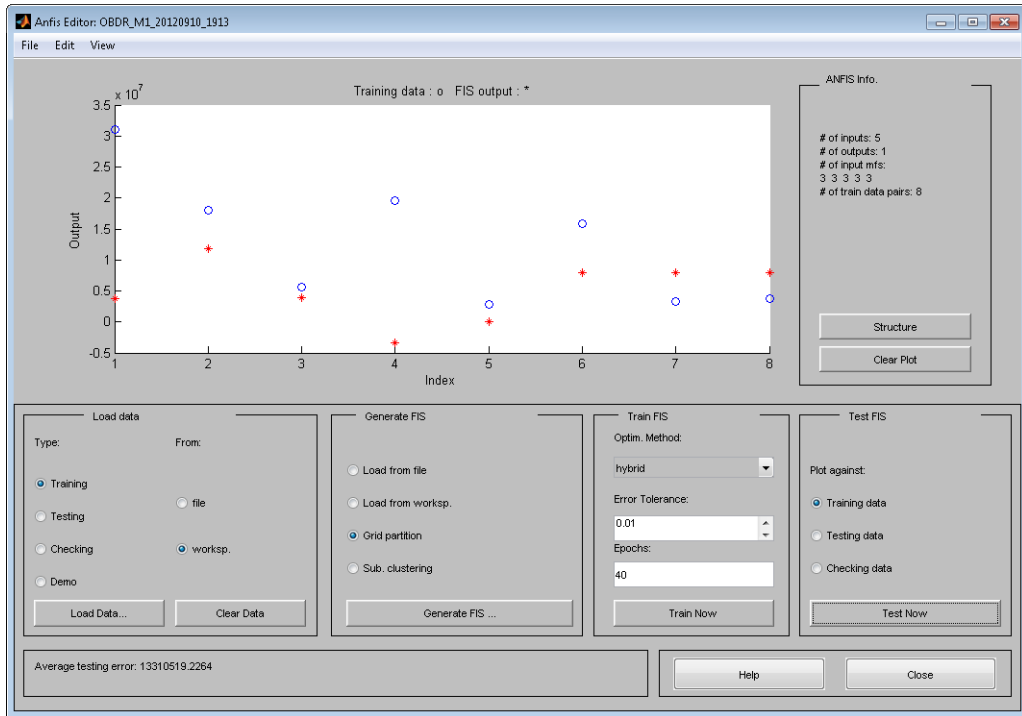 Anfis Editor: OBDR_M1_20120910_1913
File Edit View
x 10^7
Training data : o FIS output : *
3.5
3
2.5
2
1.5
1
0.5
0
-0.5
Output
1 2 3 4 5 6 7 8
Index
ANFIS Info.
# of inputs: 5
# of outputs: 1
# of input mfs:
3 3 3 3 3
# of train data pairs: 8
Structure
Clear Plot
Load data
Type:
From:
Training
Testing
Checking
Demo
file
worksp.
Load Data...
Clear Data
Generate FIS
Load from file
Load from worksp.
Grid partition
Sub. clustering
Generate FIS ...
Train FIS
Optim. Method:
hybrid
Error Tolerance:
0.01
Epochs:
40
Train Now
Test FIS
Plot against:
Training data
Testing data
Checking data
Test Now
Average testing error: 13310519.2264
Help
Close